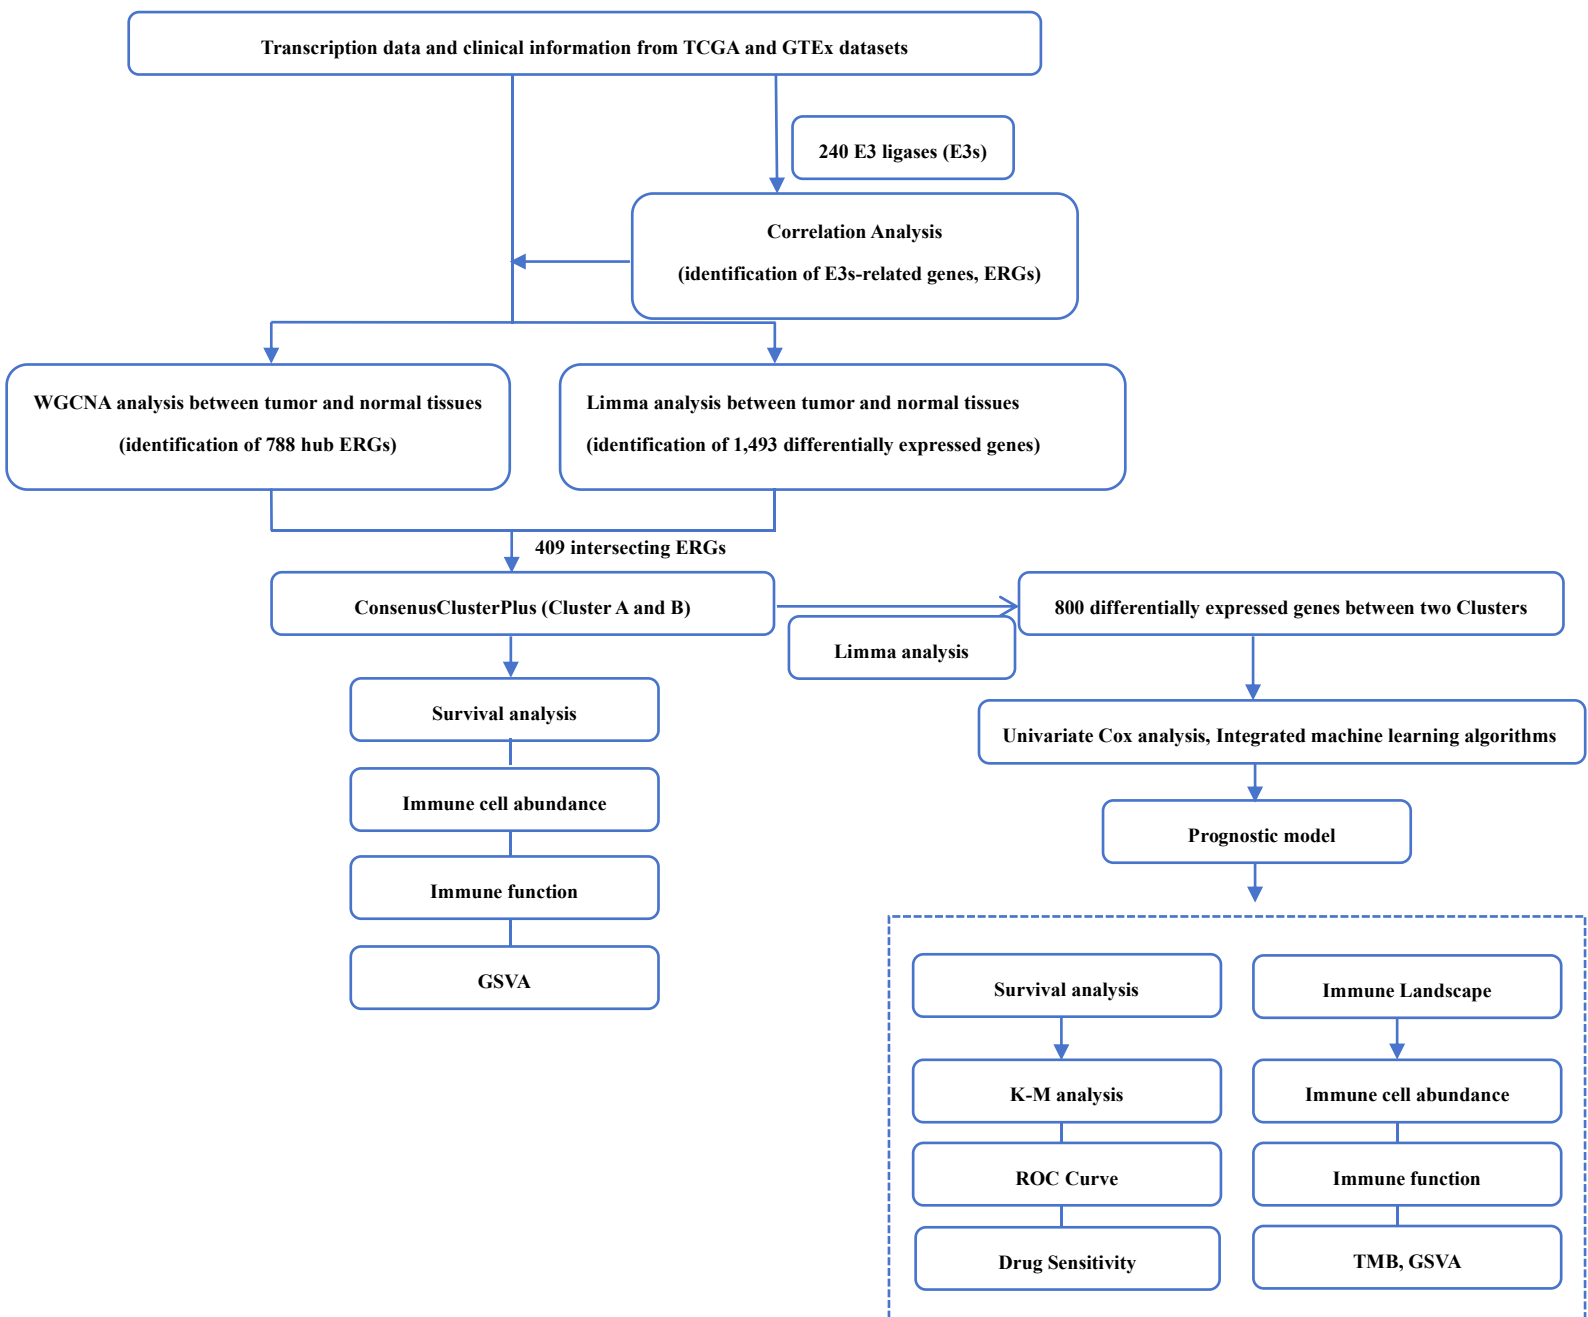 Transcription data and clinical information from TCGA and GTEx datasets
240 E3 ligases (E3s)
Correlation Analysis
(identification of E3s-related genes, ERGs)
WGCNA analysis between tumor and normal tissues
(identification of 788 hub ERGs)
Limma analysis between tumor and normal tissues
(identification of 1,493 differentially expressed genes)
409 intersecting ERGs
ConsenusClusterPlus (Cluster A and B)
800 differentially expressed genes between two Clusters
Limma analysis
Survival analysis
Immune cell abundance
Immune function
GSVA
Univariate Cox analysis, Integrated machine learning algorithms
Prognostic model
Survival analysis
K-M analysis
ROC Curve
Drug Sensitivity
Immune Landscape
Immune cell abundance
Immune function
TMB, GSVA